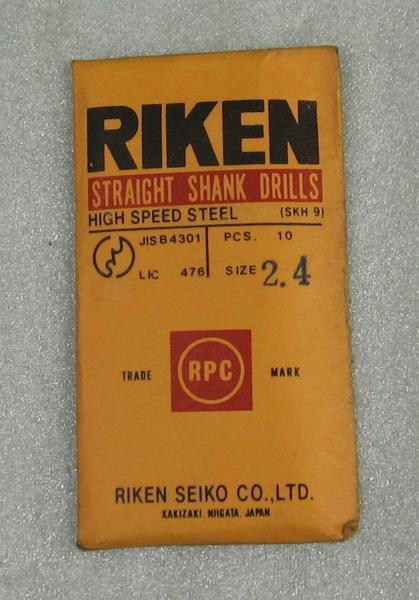 RIKEN
STRAIGHT SHANK DRILLS
HIGH SPEED STEEL (SKH 9)
JIS B 4301 PCS. 10
LIC 476 SIZE 2.4
TRADE RPC MARK
RIKEN SEIKO CO.,LTD.
KAKIZAKI. NIIGATA. JAPAN